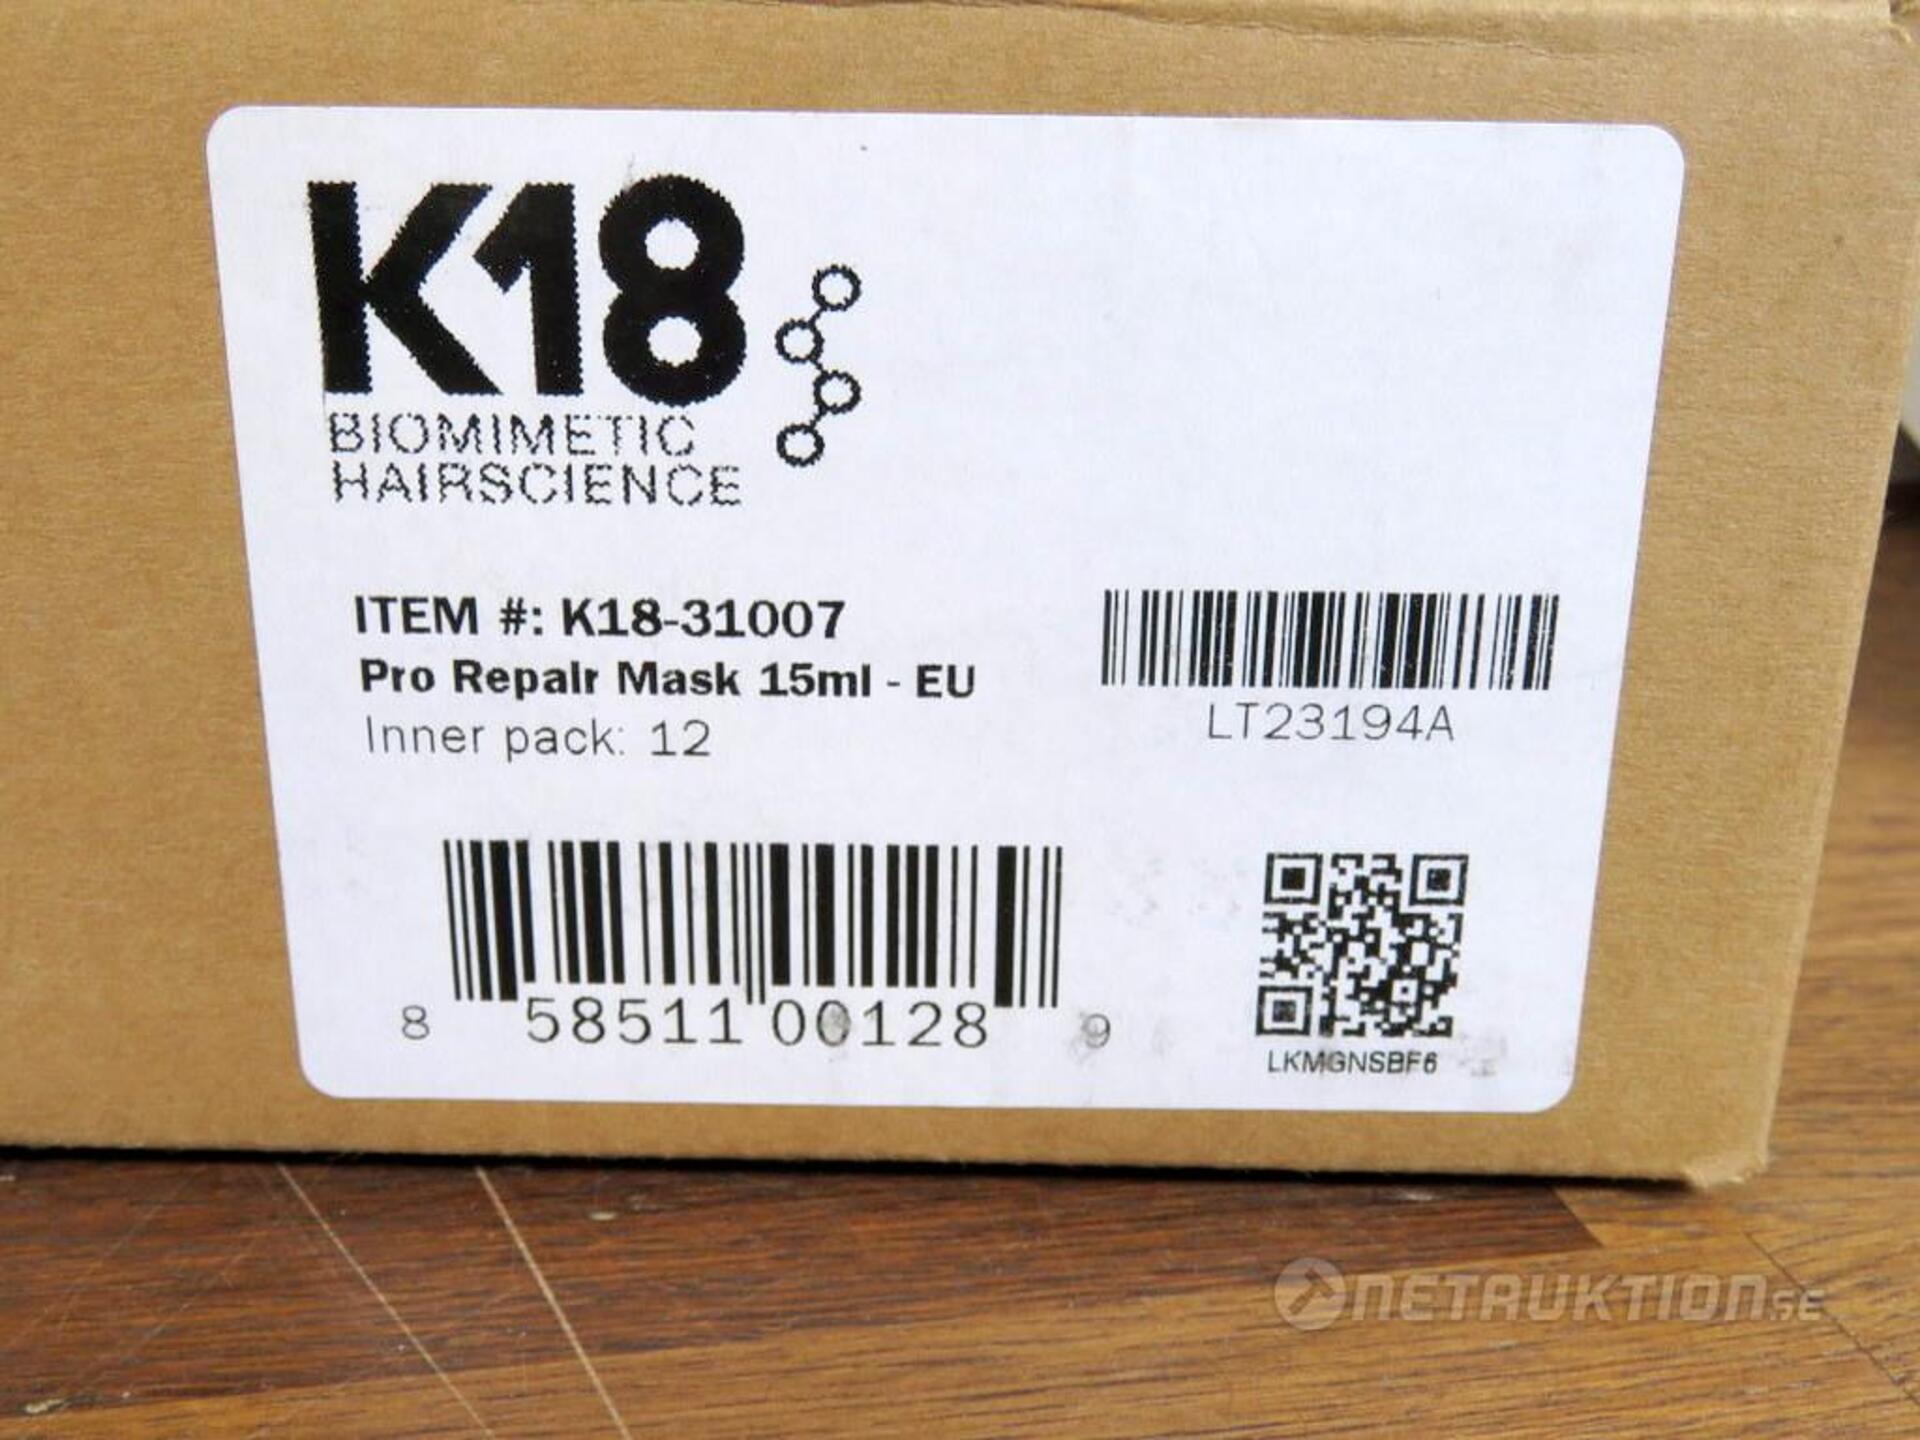 K18
BIOMIMETIC
HAIRSCIENCE
ITEM #: K18-31007
Pro Repair Mask 15ml - EU
Inner pack: 12
LT23194A
8 58511 00128 9
LKMGNSBF6
NETAUKTION.SE